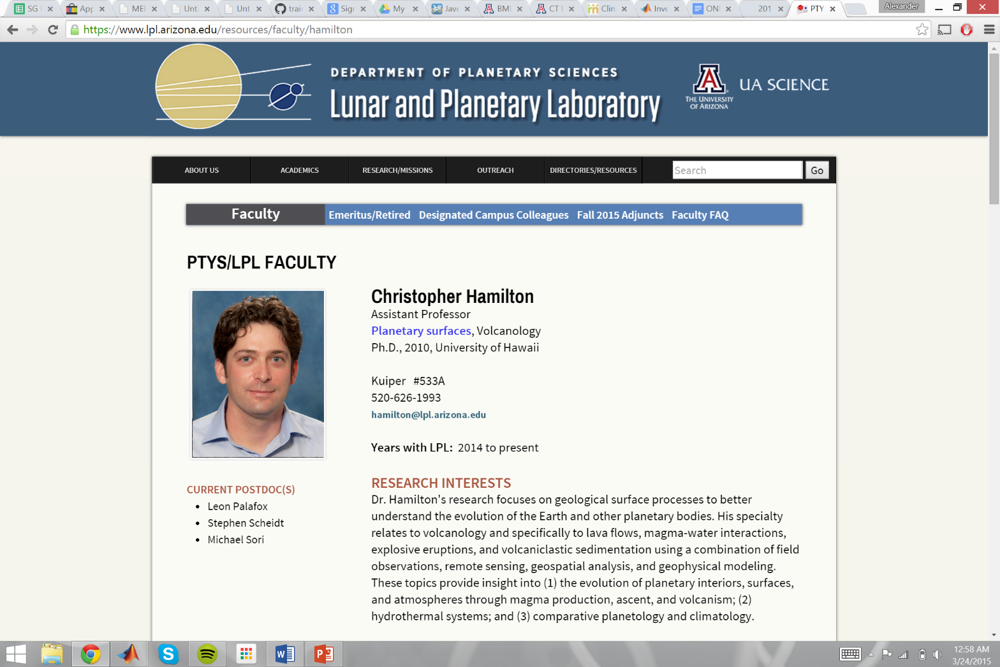 SG
App
MEI
Unti
Unt
trai
Sign
My
Java
BMI
CT
Clin
Inve
ONI
201
PTY
Alexander
https://www.lpl.arizona.edu/resources/faculty/hamilton
DEPARTMENT OF PLANETARY SCIENCES
LUNAR AND PLANETARY LABORATORY
A
THE UNIVERSITY
OF ARIZONA
UA SCIENCE
ABOUT US
ACADEMICS
RESEARCH/MISSIONS
OUTREACH
DIRECTORIES/RESOURCES
Search
Go
Faculty
Emeritus/Retired Designated Campus Colleagues Fall 2015 Adjuncts Faculty FAQ
PTYS/LPL FACULTY
Christopher Hamilton
Assistant Professor
Planetary surfaces, Volcanology
Ph.D., 2010, University of Hawaii
Kuiper #533A
520-626-1993
hamilton@lpl.arizona.edu
Years with LPL: 2014 to present
CURRENT POSTDOC(S)
• Leon Palafox
• Stephen Scheidt
• Michael Sori
RESEARCH INTERESTS
Dr. Hamilton's research focuses on geological surface processes to better
understand the evolution of the Earth and other planetary bodies. His specialty
relates to volcanology and specifically to lava flows, magma-water interactions,
explosive eruptions, and volcaniclastic sedimentation using a combination of field
observations, remote sensing, geospatial analysis, and geophysical modeling.
These topics provide insight into (1) the evolution of planetary interiors, surfaces,
and atmospheres through magma production, ascent, and volcanism; (2)
hydrothermal systems; and (3) comparative planetology and climatology.
12:58 AM
3/24/2015